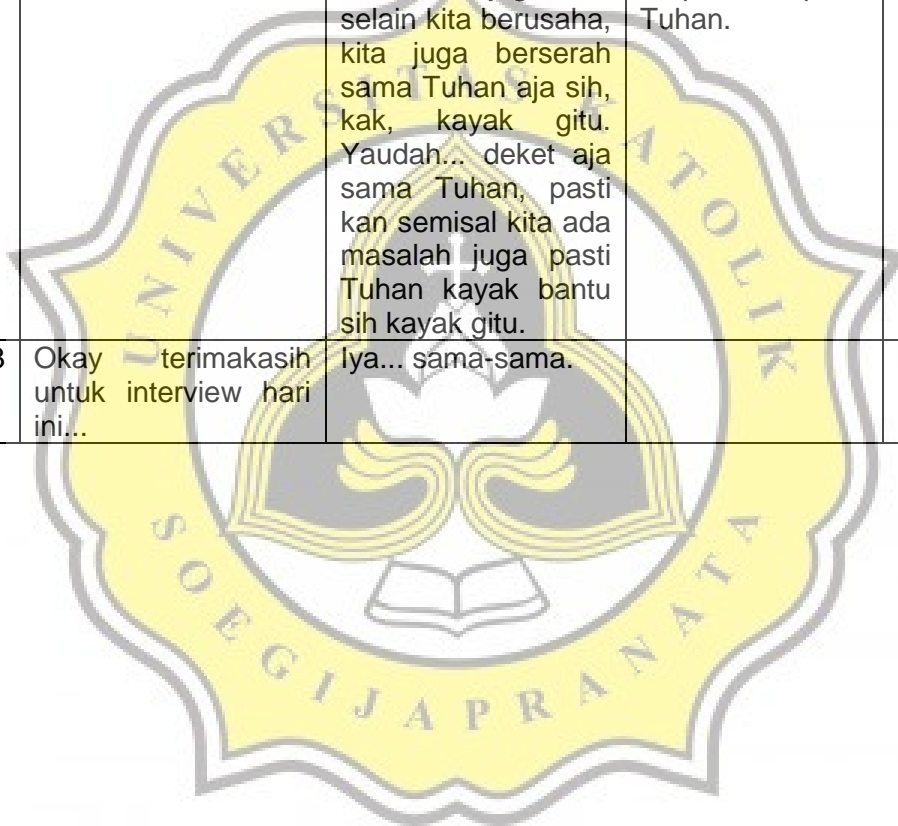 selain kita berusaha,
kita juga berserah
sama Tuhan aja sih,
kak, kayak gitu.
Yaudah... deket aja
sama Tuhan, pasti
kan semisal kita ada
masalah juga pasti
Tuhan kayak bantu
sih kayak gitu.
Tuhan.
3
Okay terimakasih
untuk interview hari
ini...
Iya... sama-sama.
UNIVERSITAS KATOLIK
SOEGIJAPRANATA